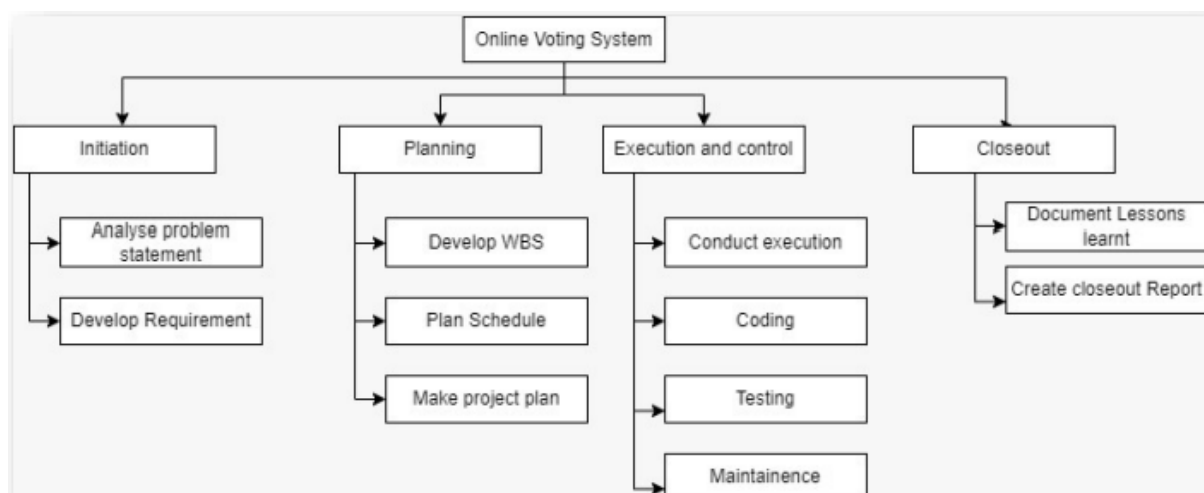 Online Voting System
Initiation
Planning
Execution and control
Closeout
Analyse problem
statement
Develop WBS
Conduct execution
Document Lessons
learnt
Develop Requirement
Plan Schedule
Coding
Create closeout Report
Make project plan
Testing
Maintainence